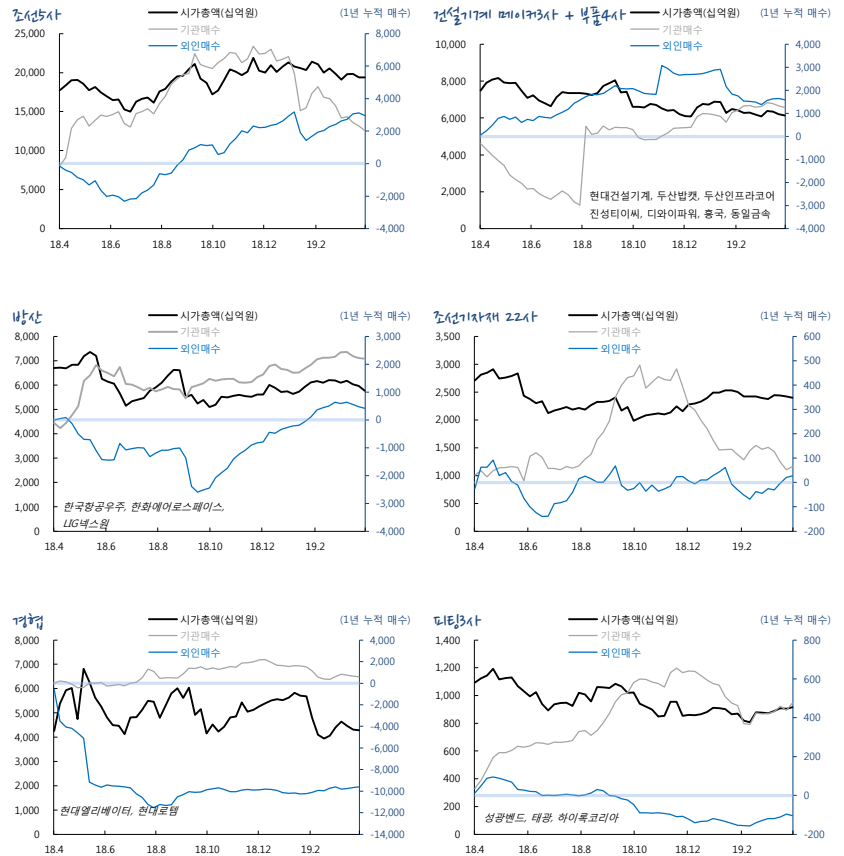 조선5사
시가총액(십억원)
(1년 누적 매수)
기관매수
외인매수
25,000
20,000
15,000
10,000
5,000
0
8,000
6,000
4,000
2,000
0
-2,000
-4,000
18.4 18.6 18.8 18.10 18.12 19.2
건설기계 메이커3사 + 부품4사
시가총액(십억원)
(1년 누적 매수)
기관매수
외인매수
10,000
8,000
6,000
4,000
2,000
0
4,000
3,000
2,000
1,000
0
-1,000
-2,000
-3,000
-4,000
현대건설기계, 두산밥캣, 두산인프라코어
진성티이씨, 디와이파워, 흥국, 동일금속
18.4 18.6 18.8 18.10 18.12 19.2
방산
시가총액(십억원)
(1년 누적 매수)
기관매수
외인매수
8,000
7,000
6,000
5,000
4,000
3,000
2,000
1,000
0
3,000
2,000
1,000
0
-1,000
-2,000
-3,000
-4,000
한국항공우주, 한화에어로스페이스,
LIG넥스원
18.4 18.6 18.8 18.10 18.12 19.2
조선기자재 22사
시가총액(십억원)
(1년 누적 매수)
기관매수
외인매수
3,500
3,000
2,500
2,000
1,500
1,000
500
0
600
500
400
300
200
100
0
-100
-200
18.4 18.6 18.8 18.10 18.12 19.2
경협
시가총액(십억원)
(1년 누적 매수)
기관매수
외인매수
8,000
7,000
6,000
5,000
4,000
3,000
2,000
1,000
0
4,000
2,000
0
-2,000
-4,000
-6,000
-8,000
-10,000
-12,000
-14,000
현대엘리베이터, 현대로템
18.4 18.6 18.8 18.10 18.12 19.2
피팅3사
시가총액(십억원)
(1년 누적 매수)
기관매수
외인매수
1,400
1,200
1,000
800
600
400
200
0
800
600
400
200
0
-200
성광벤드, 태광, 하이록코리아
18.4 18.6 18.8 18.10 18.12 19.2